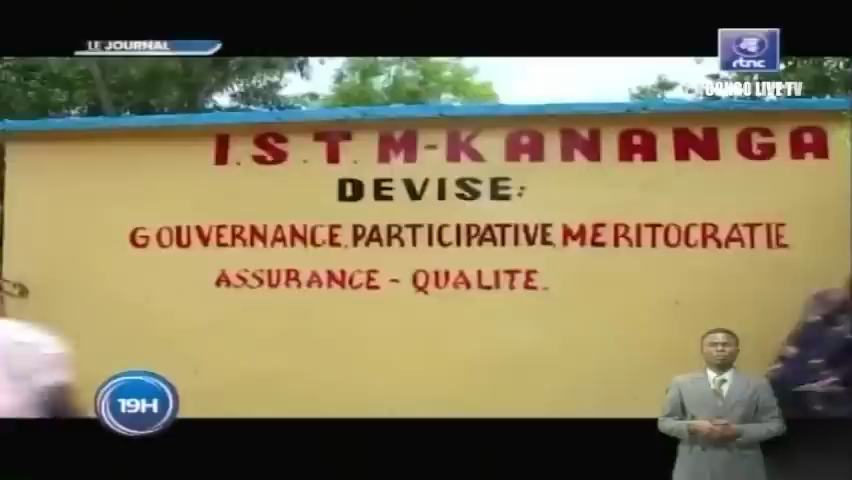 LE JOURNAL
rtnc
CONGO LIVE TV
I.S.T.M-KANANGA
DEVISE:
GOUVERNANCE, PARTICIPATIVE, MERITOCRATIE
ASSURANCE - QUALITE.
19H